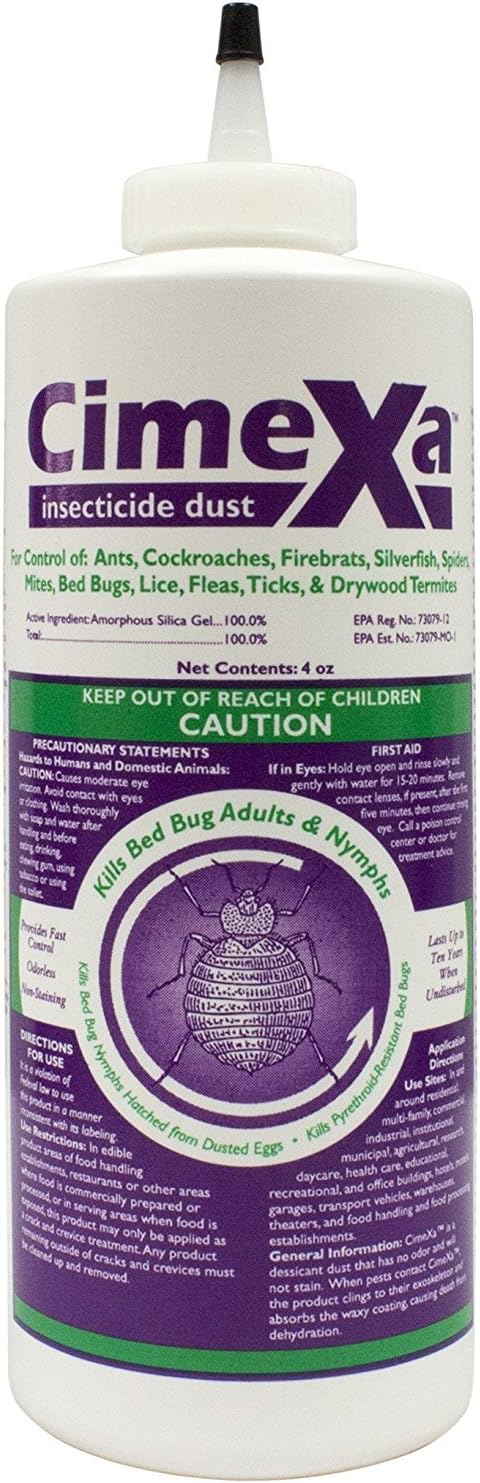 CimeXa™
insecticide dust
For Control of: Ants, Cockroaches, Firebrats, Silverfish, Spiders,
Mites, Bed Bugs, Lice, Fleas, Ticks, & Drywood Termites
Active Ingredient: Amorphous Silica Gel...100.0%
Total:..........................................100.0%
EPA Reg. No.: 73079-12
EPA Est. No.: 73079-MO-1
Net Contents: 4 oz
KEEP OUT OF REACH OF CHILDREN
CAUTION
PRECAUTIONARY STATEMENTS
Hazards to Humans and Domestic Animals:
CAUTION: Causes moderate eye
irritation. Avoid contact with eyes
or clothing. Wash thoroughly
with soap and water after
handling and before
eating, drinking,
chewing gum, using
tobacco or using
the toilet.
FIRST AID
If in Eyes: Hold eye open and rinse slowly and
gently with water for 15-20 minutes. Remove
contact lenses, if present, after the first
five minutes, then continue rinsing
eye. Call a poison control
center or doctor for
treatment advice.
Kills Bed Bug Adults & Nymphs
Kills Bed Bug Nymphs Hatched from Dusted Eggs • Kills Pyrethroid-Resistant Bed Bugs
Provides Fast
Control
Odorless
Non-Staining
Lasts Up to
Ten Years
When
Undisturbed
DIRECTIONS
FOR USE
It is a violation of
Federal law to use
this product in a manner
inconsistent with its labeling.
Use Restrictions: In edible
product areas of food handling
establishments, restaurants or other areas
where food is commercially prepared or
processed, or in serving areas when food is
exposed, this product may only be applied as
a crack and crevice treatment. Any product
remaining outside of cracks and crevices must
be cleaned up and removed.
Application
Directions
Use Sites: In and
around residential,
multi-family, commercial,
industrial, institutional,
municipal, agricultural, research,
daycare, health care, educational,
recreational, and office buildings, hotels, motels,
garages, transport vehicles, warehouses,
theaters, and food handling and food processing
establishments.
General Information: CimeXa™ is a
dessicant dust that has no odor and will
not stain. When pests contact CimeXa™,
the product clings to their exoskeleton and
absorbs the waxy coating, causing death from
dehydration.